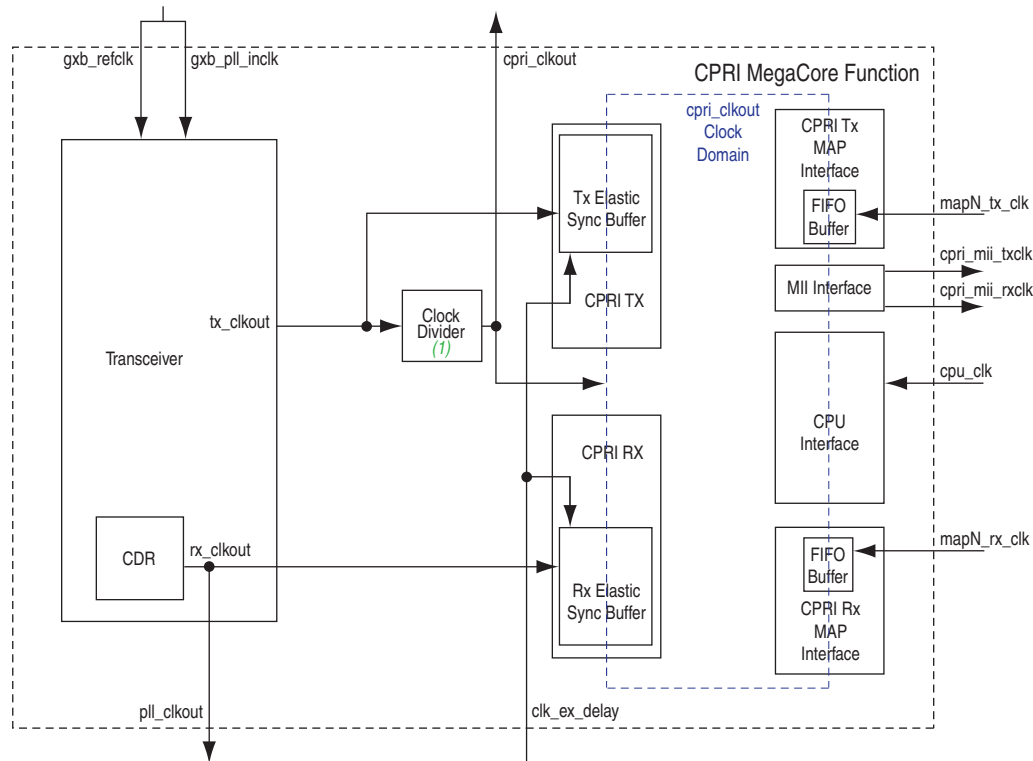 gxb_refclk
gxb_pll_inclk
cpri_clkout
CPRI MegaCore Function
cpri_clkout
Clock
Domain
CPRI Tx
MAP
Interface
FIFO
Buffer
mapN_tx_clk
Tx Elastic
Sync Buffer
CPRI TX
cpri_mii_txclk
MII Interface
cpri_mii_rxclk
tx_clkout
Clock
Divider
(1)
Transceiver
cpu_clk
CPU
Interface
CPRI RX
CDR
rx_clkout
Rx Elastic
Sync Buffer
mapN_rx_clk
FIFO
Buffer
CPRI Rx
MAP
Interface
pll_clkout
clk_ex_delay